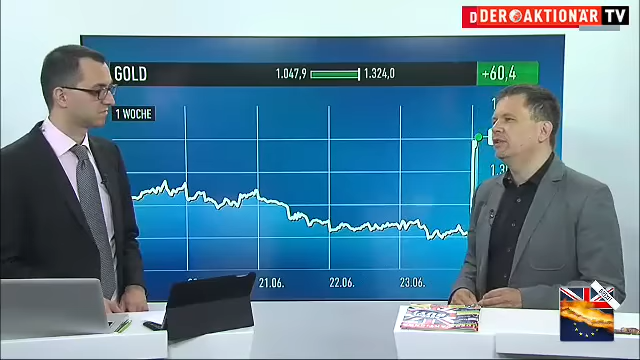 DER AKTIONÄR TV
GOLD
1.047,9
1.324,0
+60,4
1 WOCHE
21.06.
22.06.
23.06.